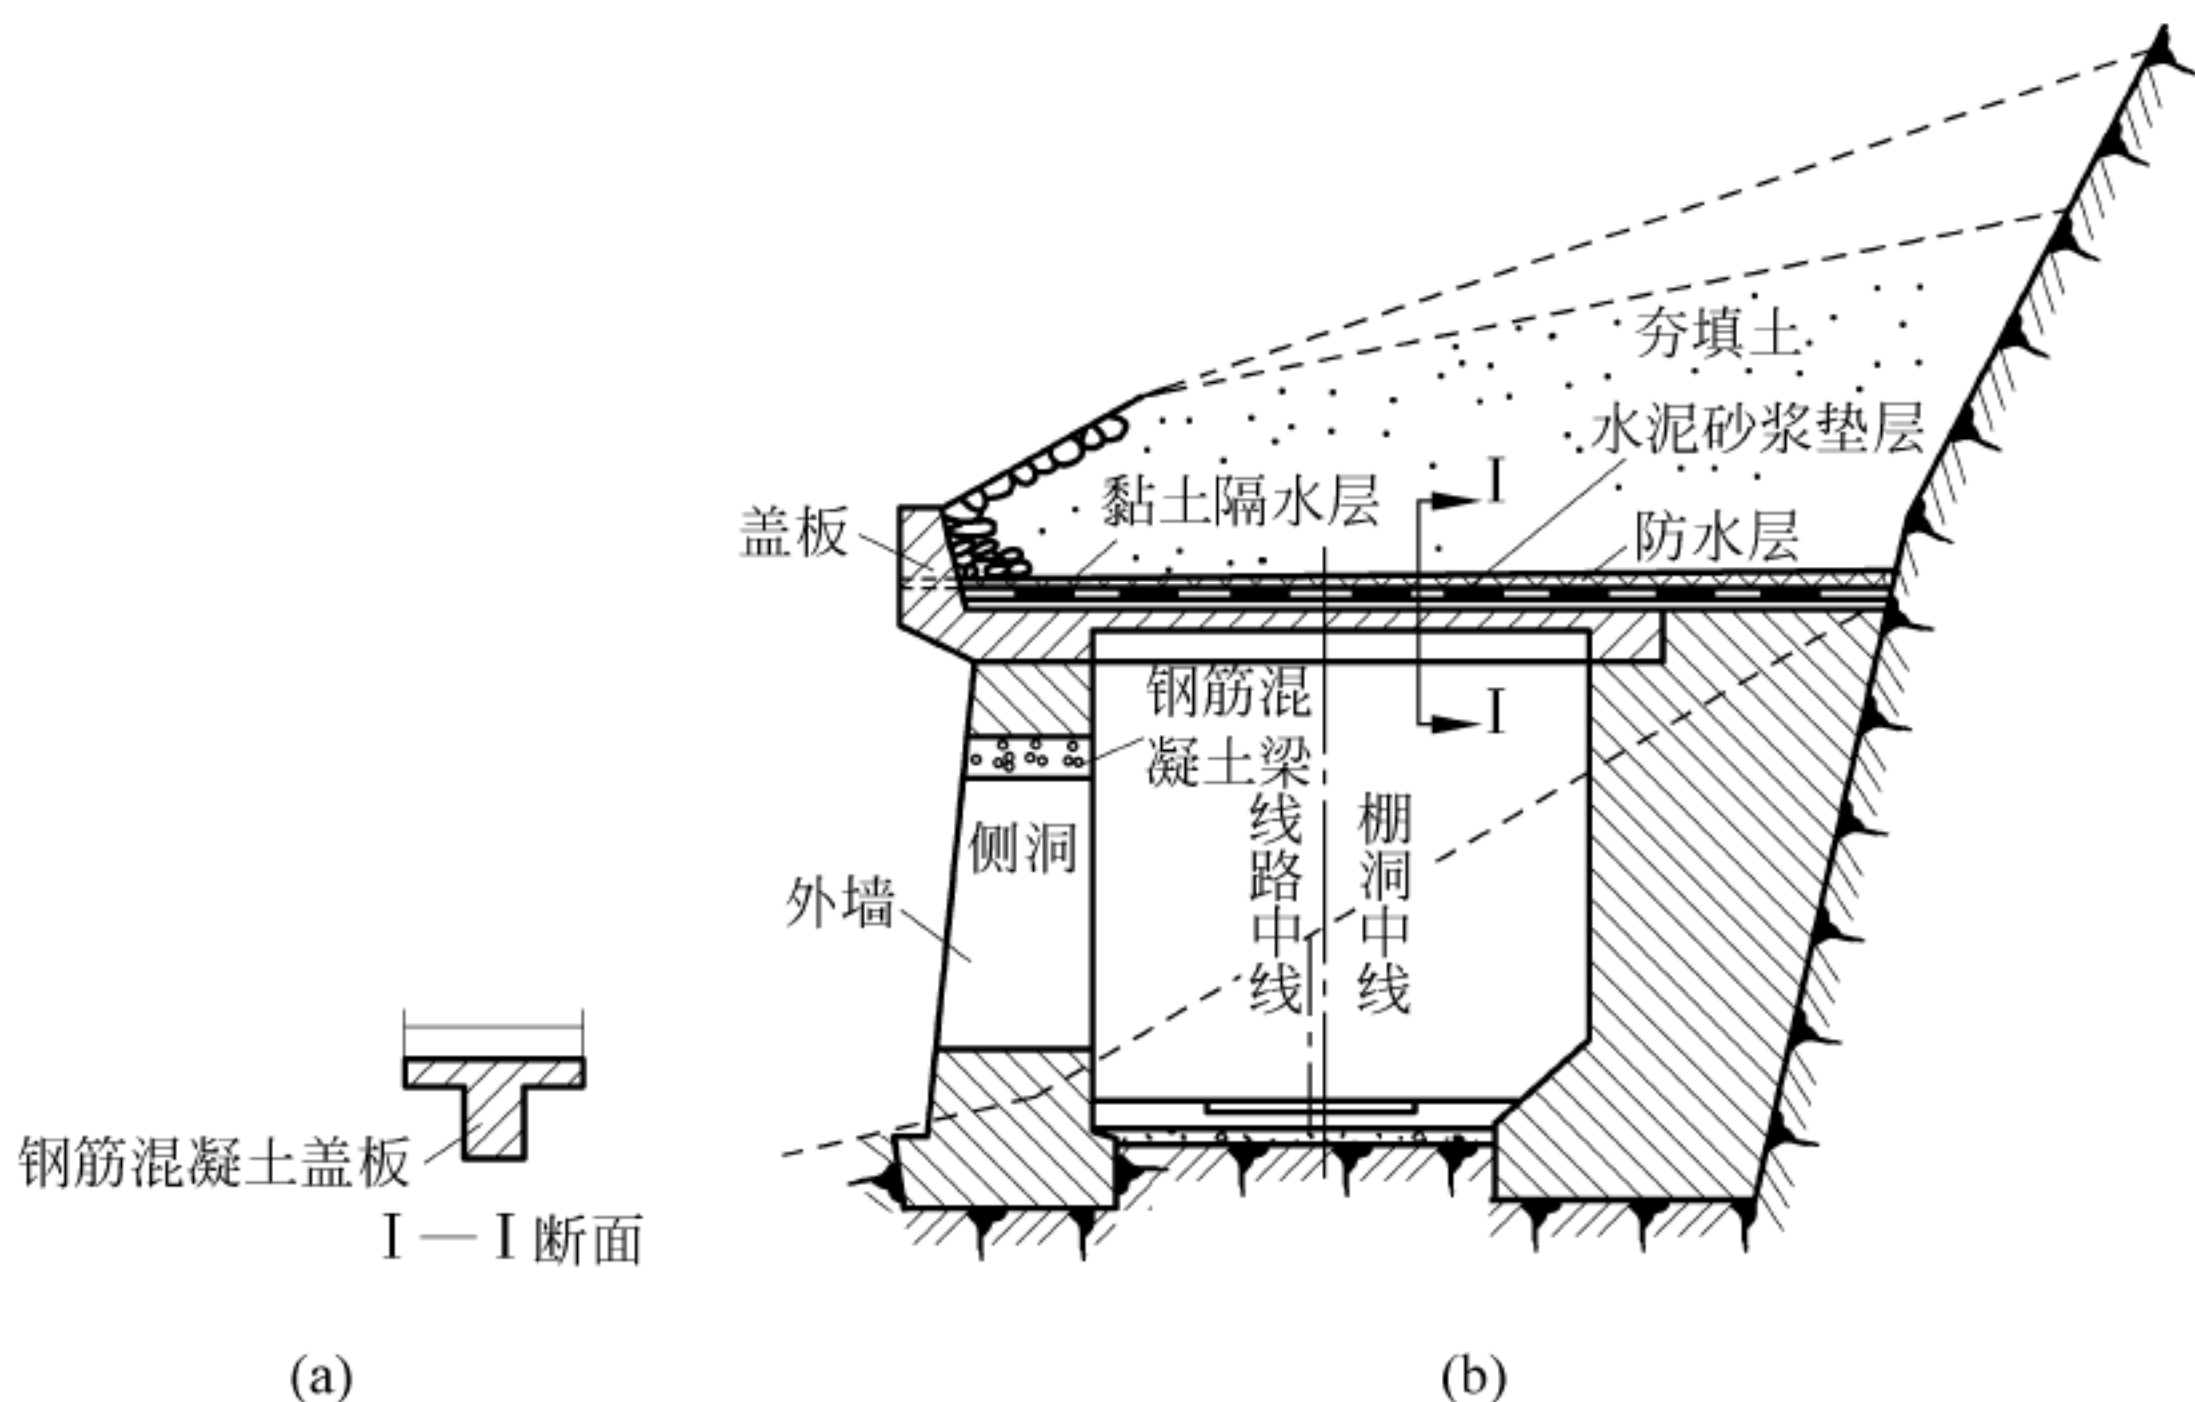 夯填土
水泥砂浆垫层
I
黏土隔水层
盖板
防水层
钢筋混
I
凝土梁
线路中线
棚洞中线
侧洞
外墙
钢筋混凝土盖板
I—I断面
(a)
(b)